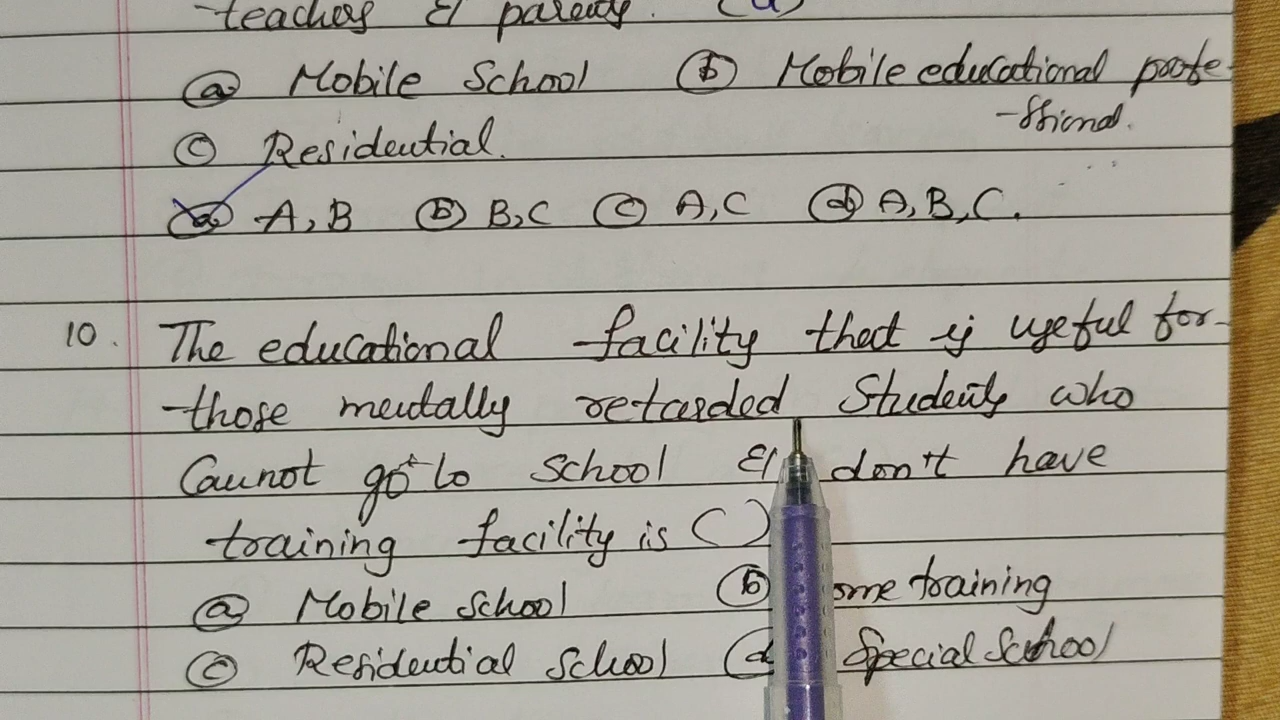 teachers & parents. (a)
(a) Mobile School (b) Mobile educational profe-
-ssional.
(c) Residential.
(a) A, B (b) B,C (c) A,C (d) A,B,C.
10. The educational facility that is useful for-
those mentally retarded Students who
Cannot go to School & don't have
training facility is ( )
(a) Mobile School (b) ome training
(c) Residential School (d) Special School